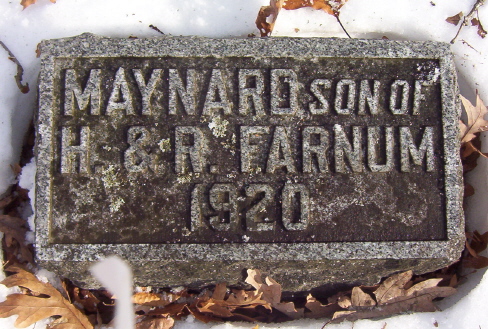 MAYNARD SON OF
H. & R. FARNUM
1920